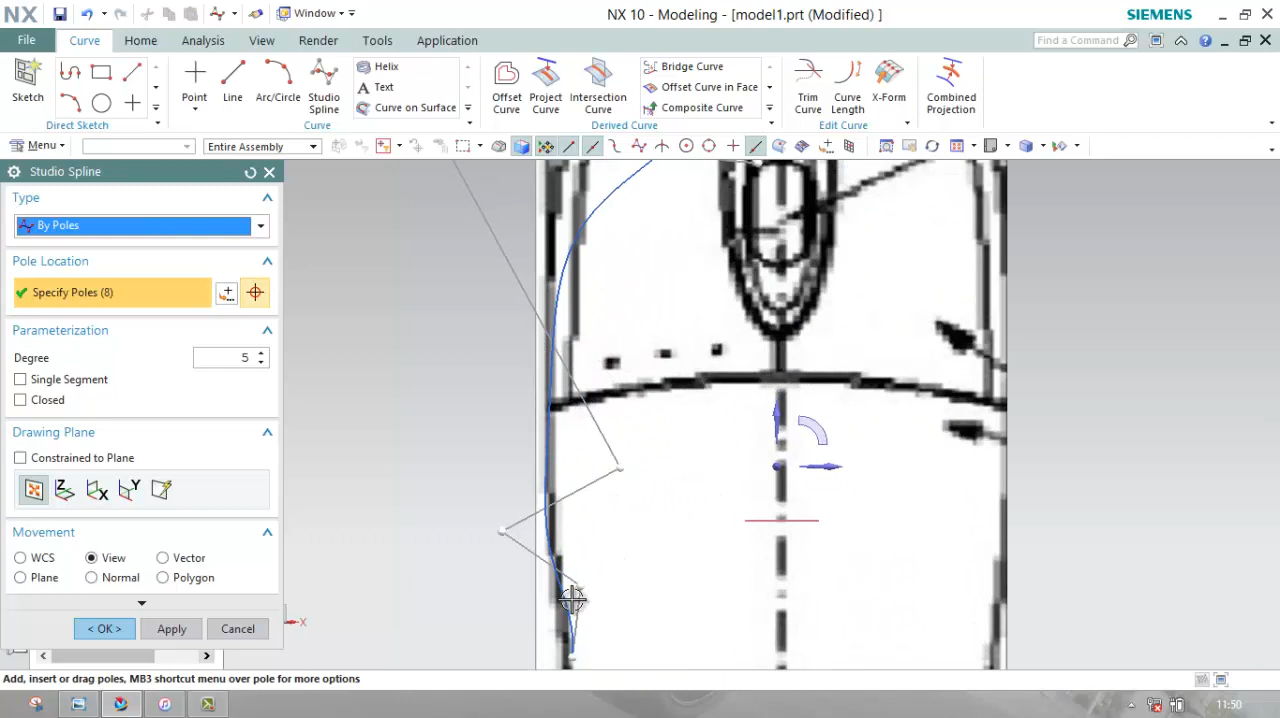 NX
Window
NX 10 - Modeling - [model1.prt (Modified) ]
SIEMENS
File
Curve
Home
Analysis
View
Render
Tools
Application
Find a Command
Sketch
Direct Sketch
Point
Line
Arc/Circle
Studio Spline
Helix
Text
Curve on Surface
Curve
Offset Curve
Project Curve
Intersection Curve
Bridge Curve
Offset Curve in Face
Composite Curve
Derived Curve
Trim Curve
Curve Length
X-Form
Edit Curve
Combined Projection
Menu
Entire Assembly
Studio Spline
Type
By Poles
Pole Location
Specify Poles (8)
Parameterization
Degree
5
Single Segment
Closed
Drawing Plane
Constrained to Plane
Z
X
Y
Movement
WCS
View
Vector
Plane
Normal
Polygon
< OK >
Apply
Cancel
X
Add, insert or drag poles, MB3 shortcut menu over pole for more options
11:50